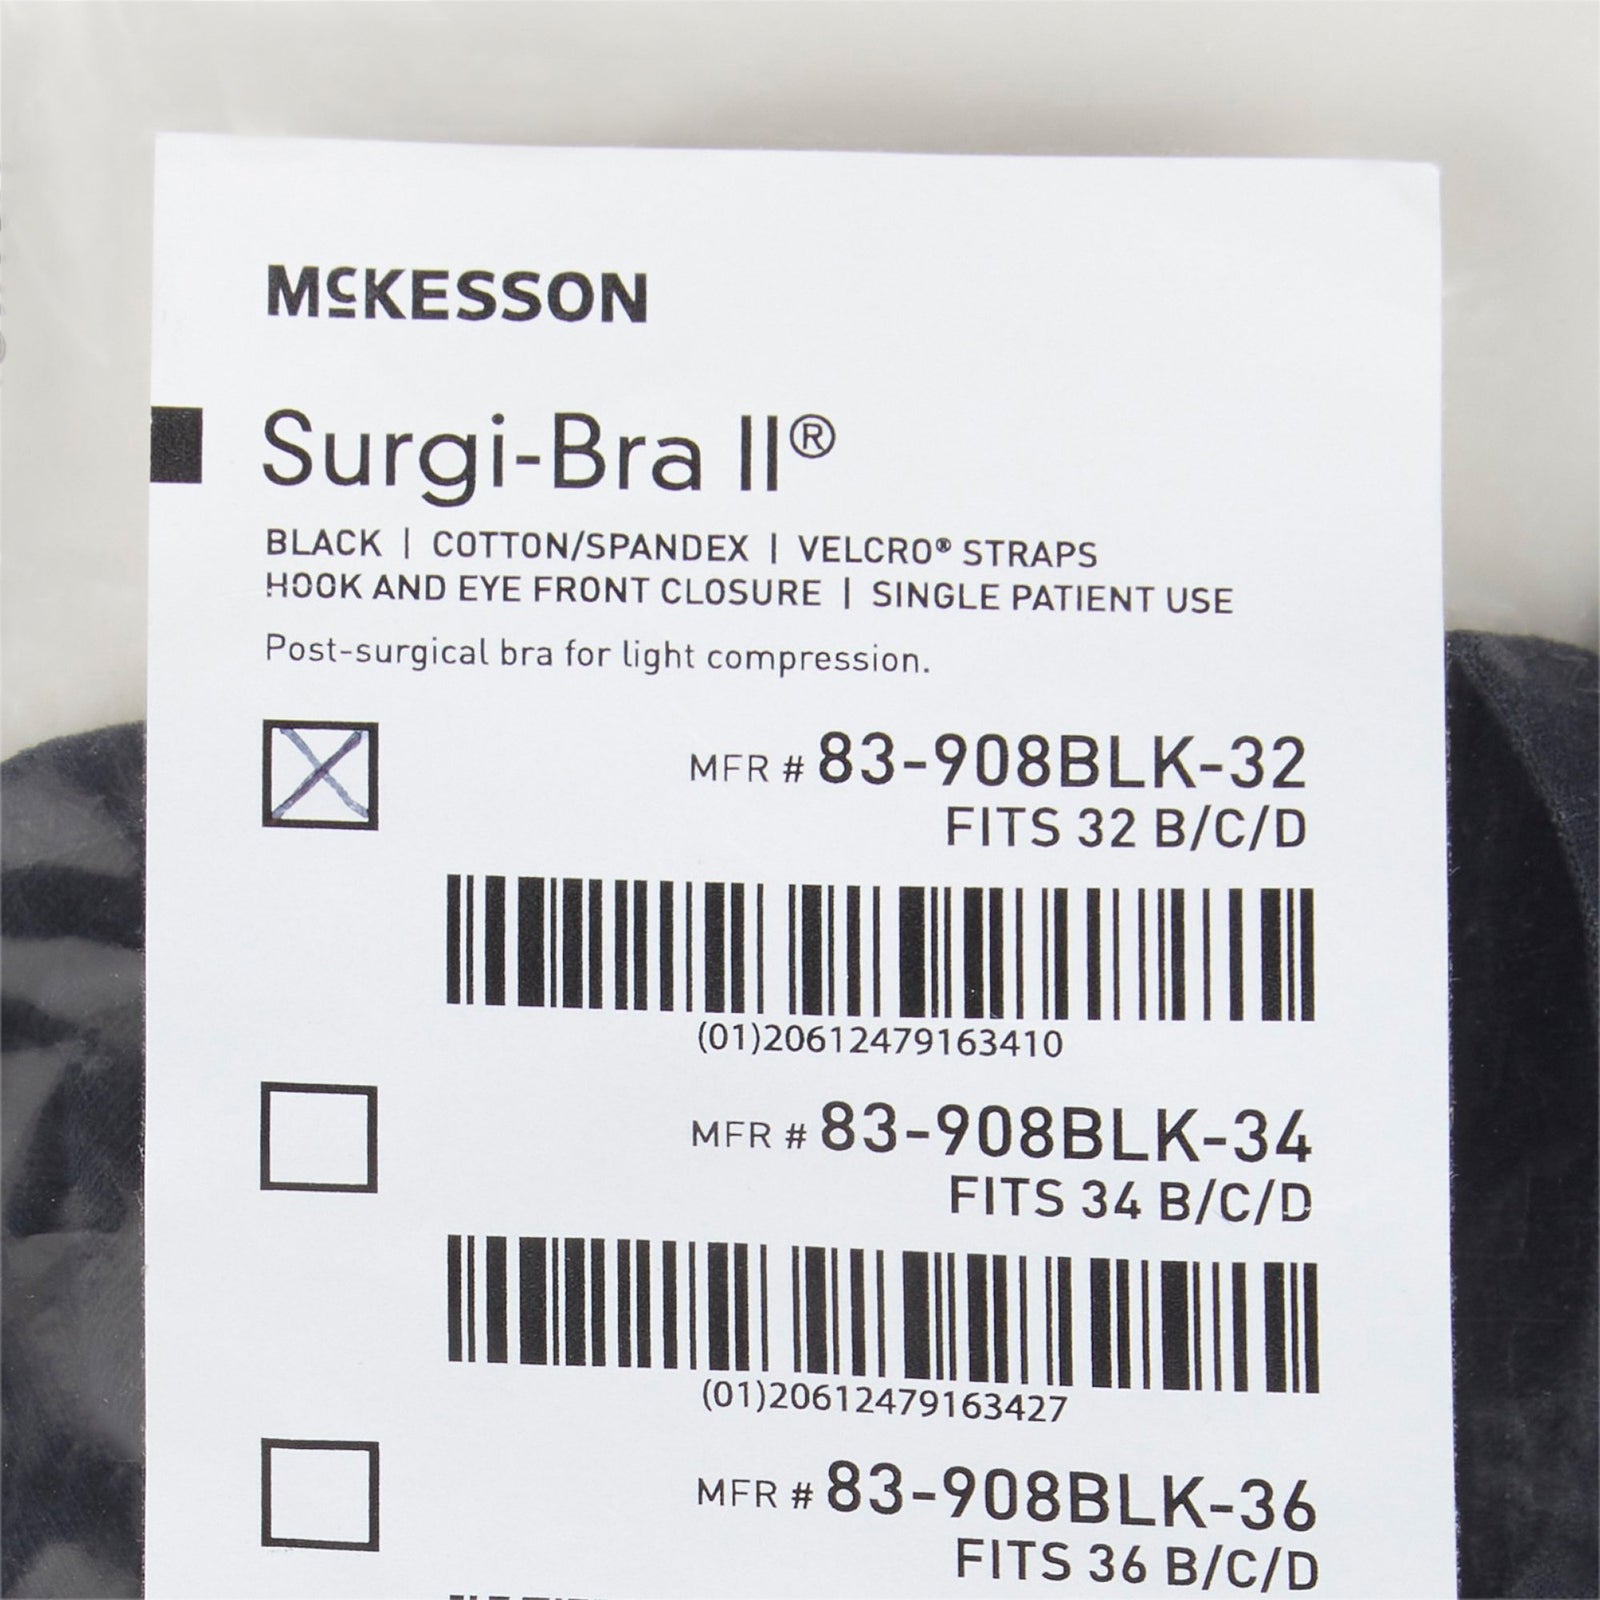 McKESSON
Surgi-Bra II®
BLACK | COTTON/SPANDEX | VELCRO® STRAPS
HOOK AND EYE FRONT CLOSURE | SINGLE PATIENT USE
Post-surgical bra for light compression.
MFR # 83-908BLK-32
FITS 32 B/C/D
(01)20612479163410
MFR # 83-908BLK-34
FITS 34 B/C/D
(01)20612479163427
MFR # 83-908BLK-36
FITS 36 B/C/D